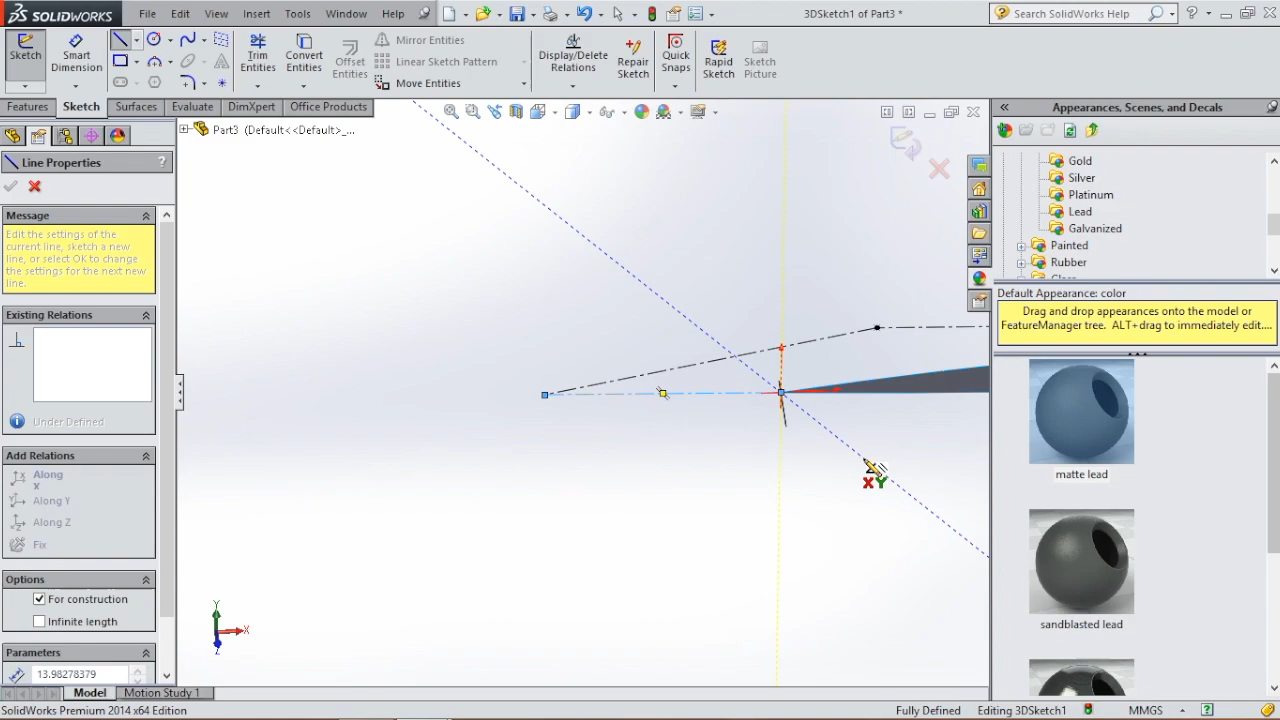 SOLIDWORKS File Edit View Insert Tools Window Help 3DSketch1 of Part3 * Search SolidWorks Help
Sketch
Smart Dimension
Trim Entities
Convert Entities
Offset Entities
Mirror Entities
Linear Sketch Pattern
Move Entities
Display/Delete Relations
Repair Sketch
Quick Snaps
Rapid Sketch
Sketch Picture
Features Sketch Surfaces Evaluate DimXpert Office Products
Appearances, Scenes, and Decals
Part3 (Default<<Default>_...
Line Properties ?
Message
Edit the settings of the
current line, sketch a new
line, or select OK to change
the settings for the next new
line.
Existing Relations
Under Defined
Add Relations
Along
X
Along Y
Along Z
Fix
Options
For construction
Infinite length
Parameters
13.98278379
XY
Y
X
Z
Gold
Silver
Platinum
Lead
Galvanized
Painted
Rubber
Default Appearance: color
Drag and drop appearances onto the model or
FeatureManager tree. ALT+drag to immediately edit....
matte lead
sandblasted lead
Model Motion Study 1
SolidWorks Premium 2014 x64 Edition Fully Defined Editing 3DSketch1 MMGS